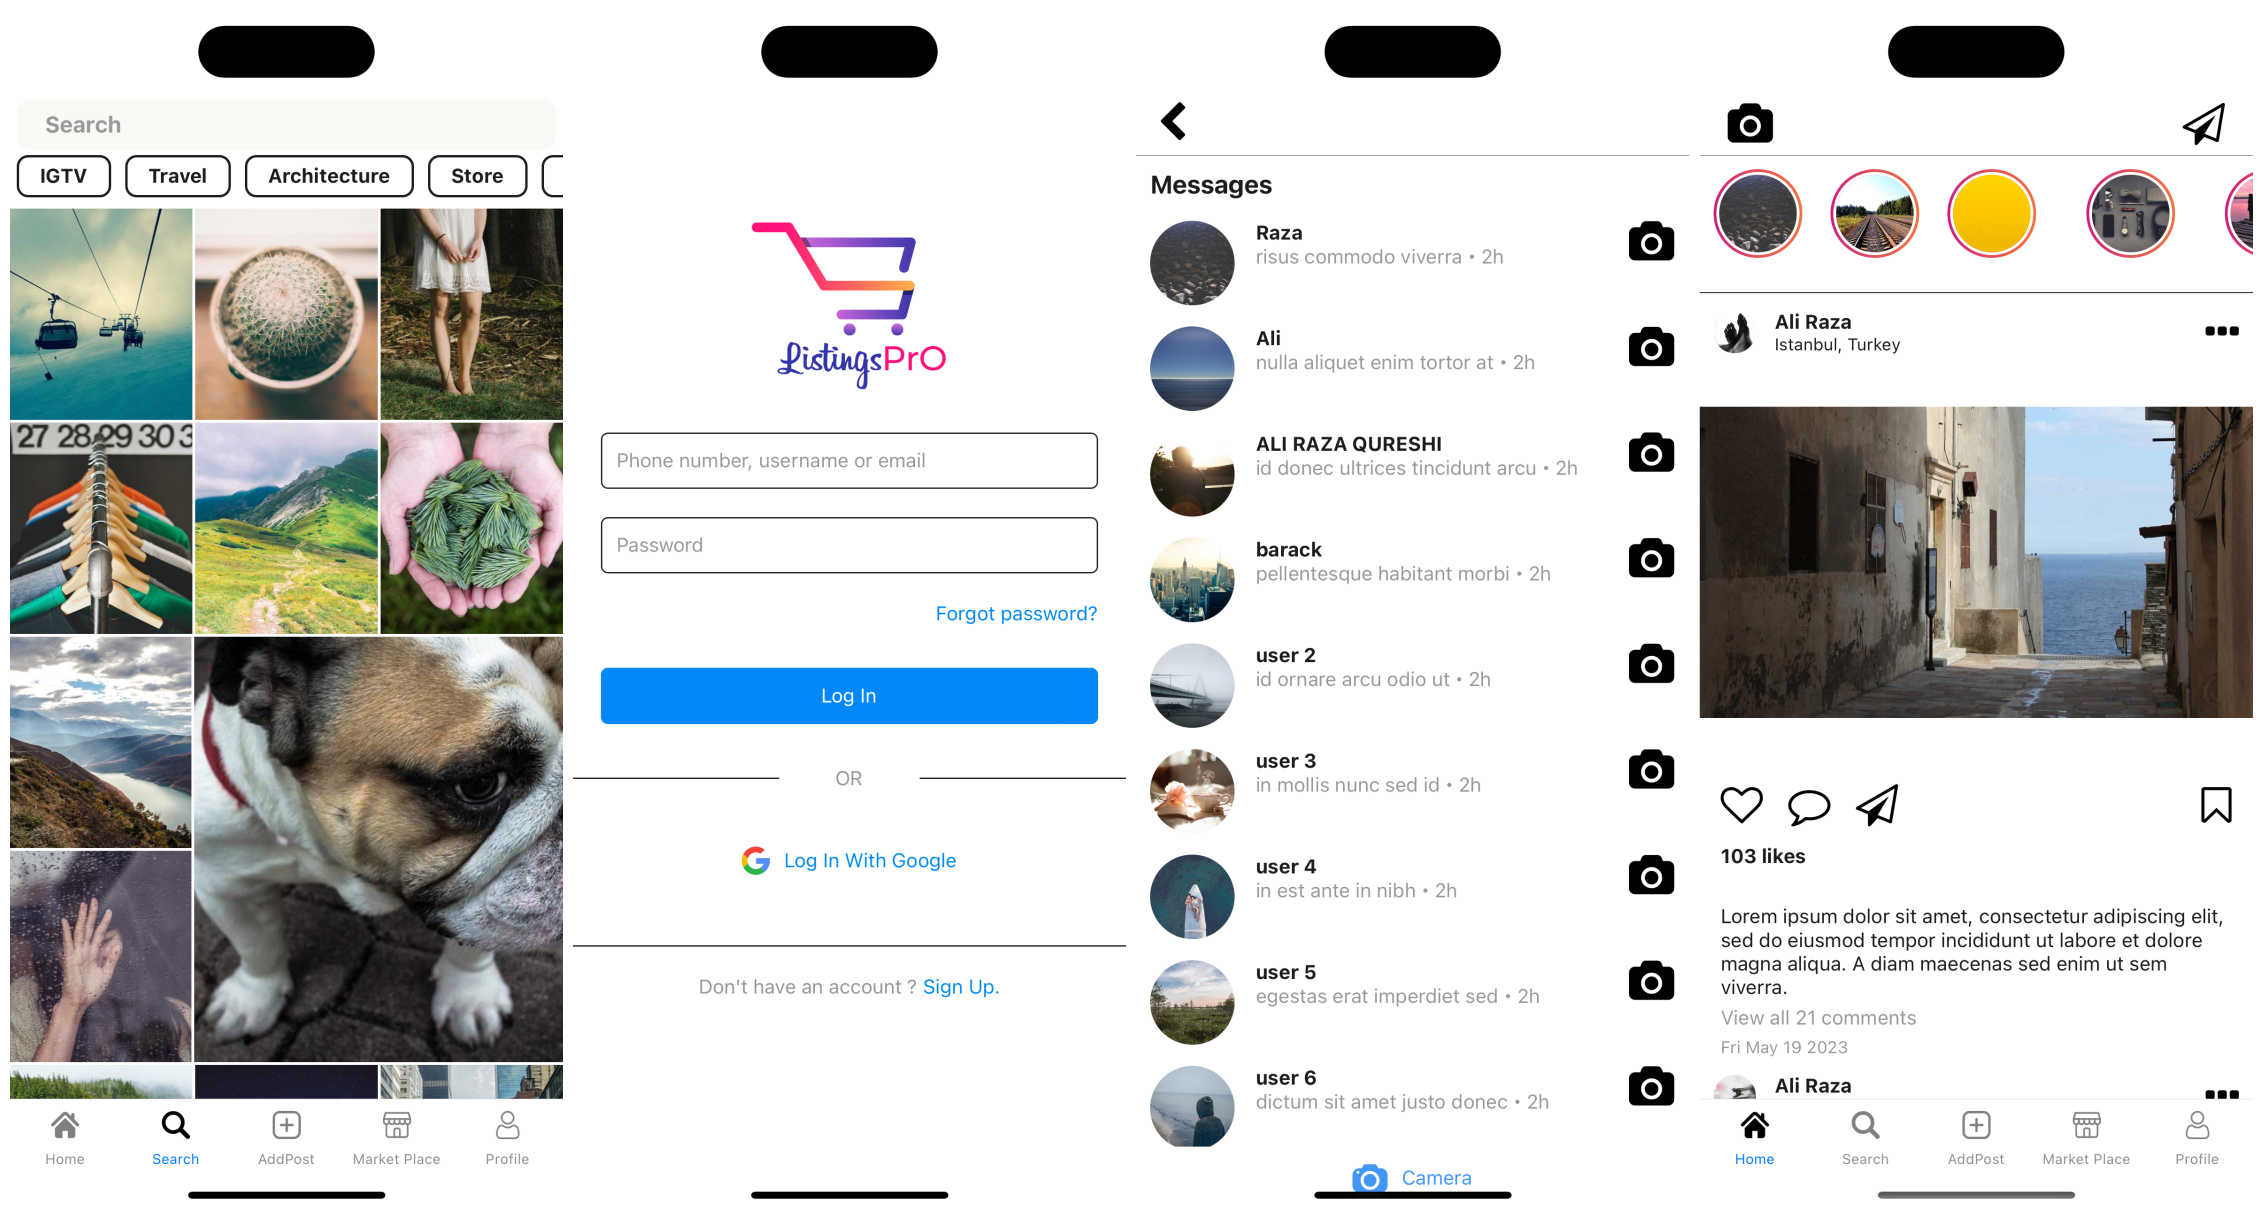 Search
IGTV
Travel
Architecture
Store
27 28 29 30 3
Home
Search
AddPost
Market Place
Profile
ListingsPrO
Phone number, username or email
Password
Forgot password?
Log In
OR
Log In With Google
Don't have an account ? Sign Up.
Messages
Raza
risus commodo viverra • 2h
Ali
nulla aliquet enim tortor at • 2h
ALI RAZA QURESHI
id donec ultrices tincidunt arcu • 2h
barack
pellentesque habitant morbi • 2h
user 2
id ornare arcu odio ut • 2h
user 3
in mollis nunc sed id • 2h
user 4
in est ante in nibh • 2h
user 5
egestas erat imperdiet sed • 2h
user 6
dictum sit amet justo donec • 2h
Camera
Ali Raza
Istanbul, Turkey
103 likes
Lorem ipsum dolor sit amet, consectetur adipiscing elit,
sed do eiusmod tempor incididunt ut labore et dolore
magna aliqua. A diam maecenas sed enim ut sem
viverra.
View all 21 comments
Fri May 19 2023
Ali Raza
Home
Search
AddPost
Market Place
Profile